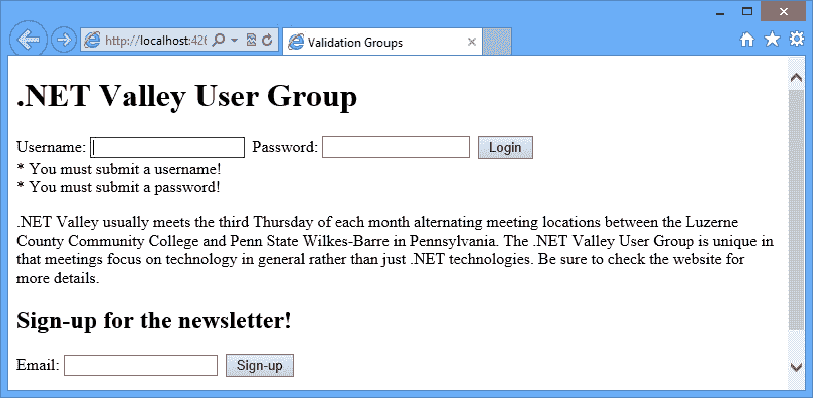 http://localhost:426
Validation Groups
.NET Valley User Group
Username: Password: Login
* You must submit a username!
* You must submit a password!
.NET Valley usually meets the third Thursday of each month alternating meeting locations between the Luzerne
County Community College and Penn State Wilkes-Barre in Pennsylvania. The .NET Valley User Group is unique in
that meetings focus on technology in general rather than just .NET technologies. Be sure to check the website for
more details.
Sign-up for the newsletter!
Email: Sign-up